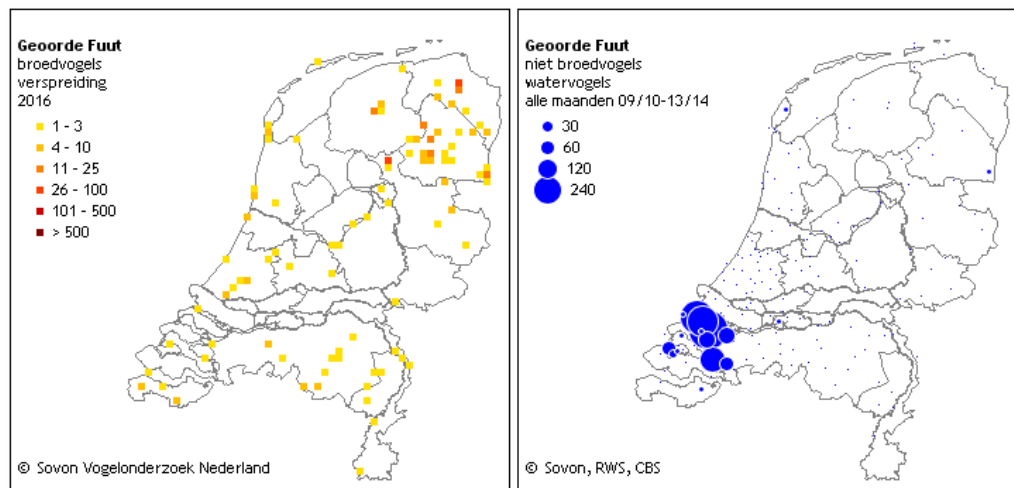 Geoorde Fuut
broedvogels
verspreiding
2016
1 - 3
4 - 10
11 - 25
26 - 100
101 - 500
> 500
© Sovon Vogelonderzoek Nederland
Geoorde Fuut
niet broedvogels
watervogels
alle maanden 09/10-13/14
30
60
120
240
© Sovon, RWS, CBS